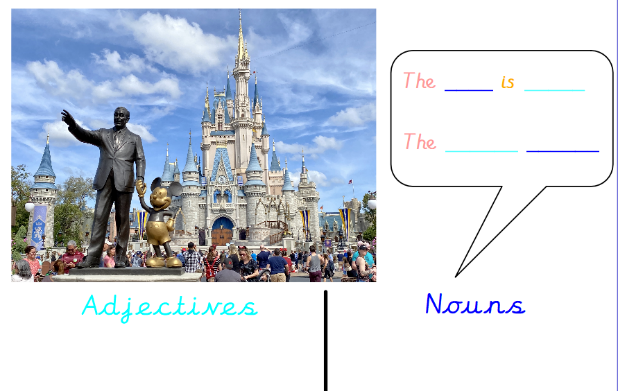 The ____ is ____
The ____ ____
Adjectives
Nouns